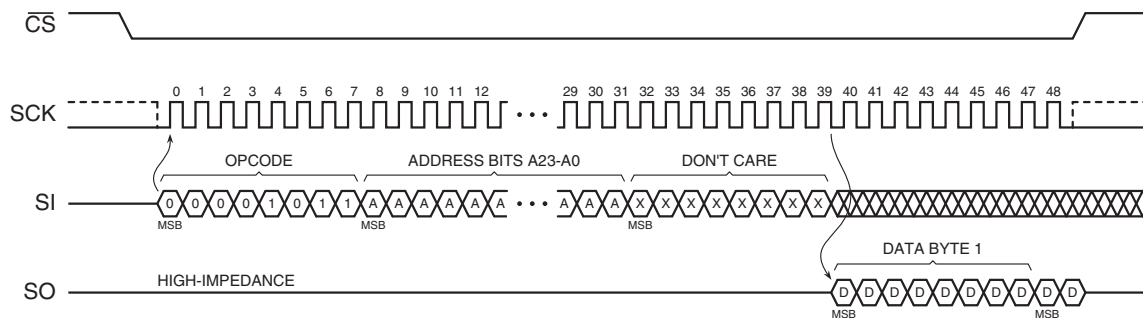 CS
0 1 2 3 4 5 6 7 8 9 10 11 12 29 30 31 32 33 34 35 36 37 38 39 40 41 42 43 44 45 46 47 48
SCK • • •
OPCODE ADDRESS BITS A23-A0 DON'T CARE
SI 0 0 0 0 1 0 1 1 A A A A A A • • • A A A X X X X X X X X
MSB MSB MSB
DATA BYTE 1
HIGH-IMPEDANCE
SO D D D D D D D D D D
MSB MSB